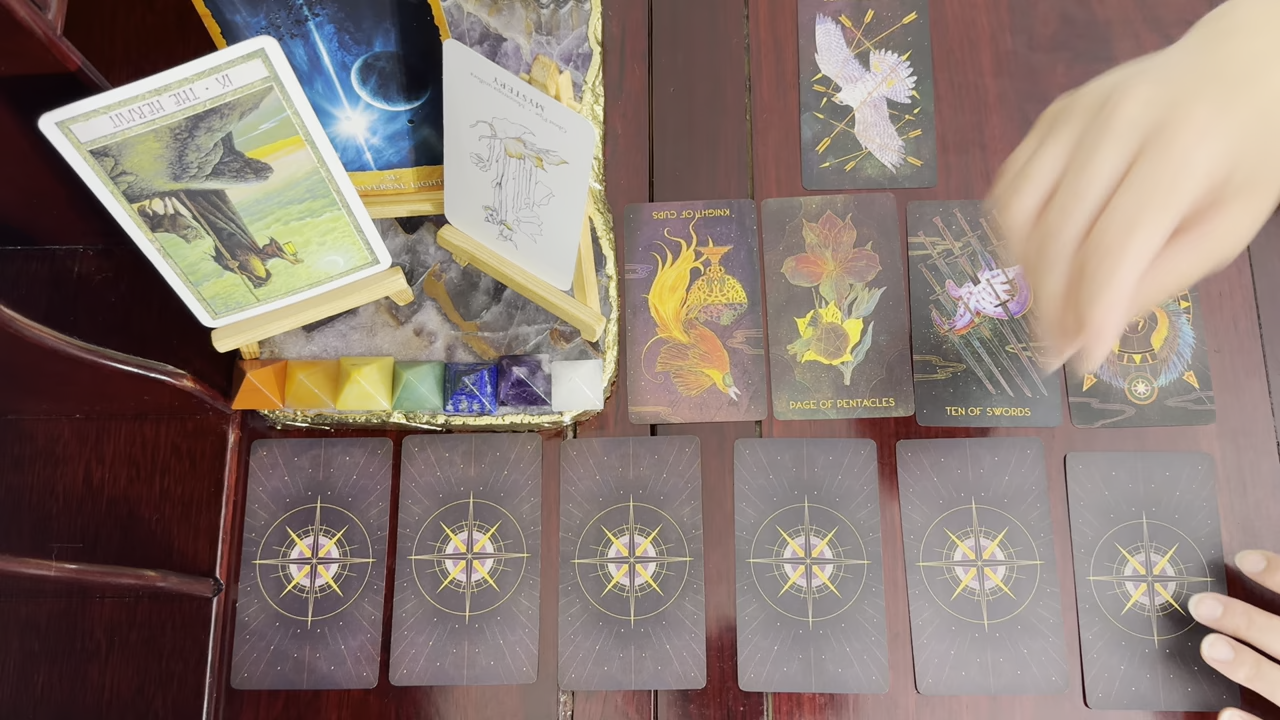 IX · THE HERMIT
UNIVERSAL LIGHT
MYSTERY
KNIGHT OF CUPS
PAGE OF PENTACLES
TEN OF SWORDS